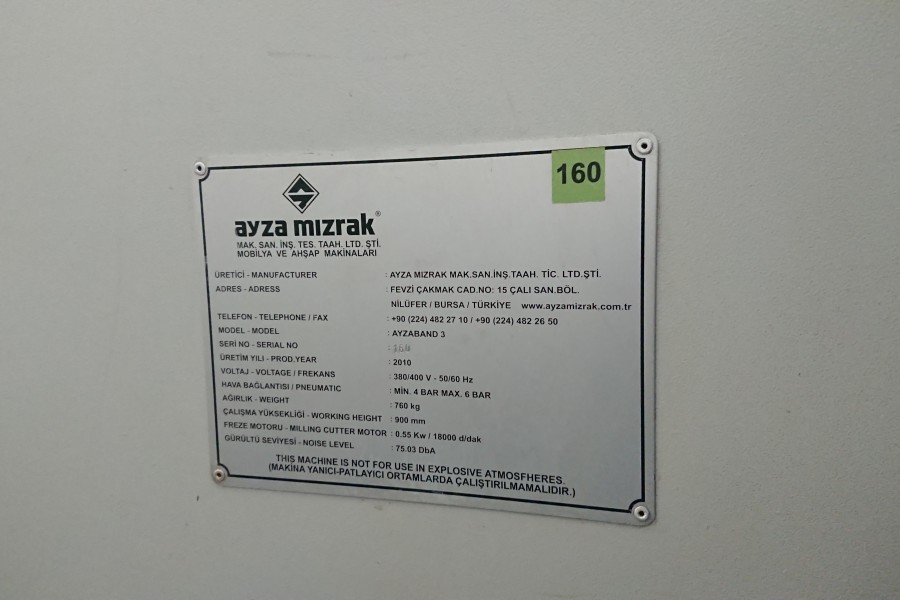 160
ayza mızrak®
MAK. SAN. İNŞ. TES. TAAH. LTD. ŞTİ.
MOBİLYA VE AHŞAP MAKİNALARI
ÜRETİCİ - MANUFACTURER : AYZA MIZRAK MAK.SAN.İNŞ.TAAH. TİC. LTD.ŞTİ.
ADRES - ADRESS : FEVZİ ÇAKMAK CAD.NO: 15 ÇALI SAN.BÖL.
NİLÜFER / BURSA / TÜRKİYE www.ayzamizrak.com.tr
TELEFON - TELEPHONE / FAX : +90 (224) 482 27 10 / +90 (224) 482 26 50
MODEL - MODEL : AYZABAND 3
SERİ NO - SERIAL NO :
ÜRETİM YILI - PROD.YEAR : 2010
VOLTAJ - VOLTAGE / FREKANS : 380/400 V - 50/60 Hz
HAVA BAĞLANTISI / PNEUMATIC : MİN. 4 BAR MAX. 6 BAR
AĞIRLIK - WEIGHT : 760 kg
ÇALIŞMA YÜKSEKLİĞİ - WORKING HEIGHT : 900 mm
FREZE MOTORU - MILLING CUTTER MOTOR : 0.55 Kw / 18000 d/dak
GÜRÜLTÜ SEVİYESİ - NOISE LEVEL : 75.03 DbA
THIS MACHINE IS NOT FOR USE IN EXPLOSIVE ATMOSFHERES.
(MAKİNA YANICI-PATLAYICI ORTAMLARDA ÇALIŞTIRILMAMALIDIR.)